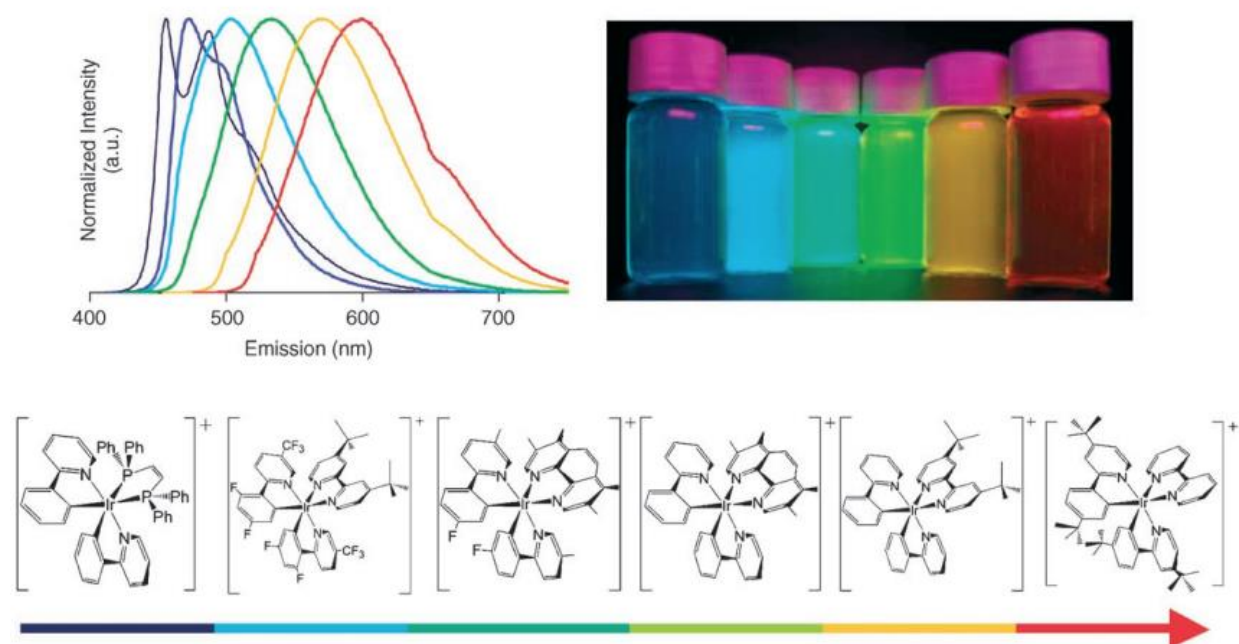 Normalized Intensity
(a.u.)
400
500
600
700
Emission (nm)
+
Ph
Ph
N
P
Ir
P
Ph
Ph
N
+
CF3
N
N
F
Ir
N
F
N
F
CF3
F
+
N
N
Ir
N
F
N
F
+
N
N
Ir
N
N
+
N
N
Ir
N
N
+
N
N
Ir
N
N